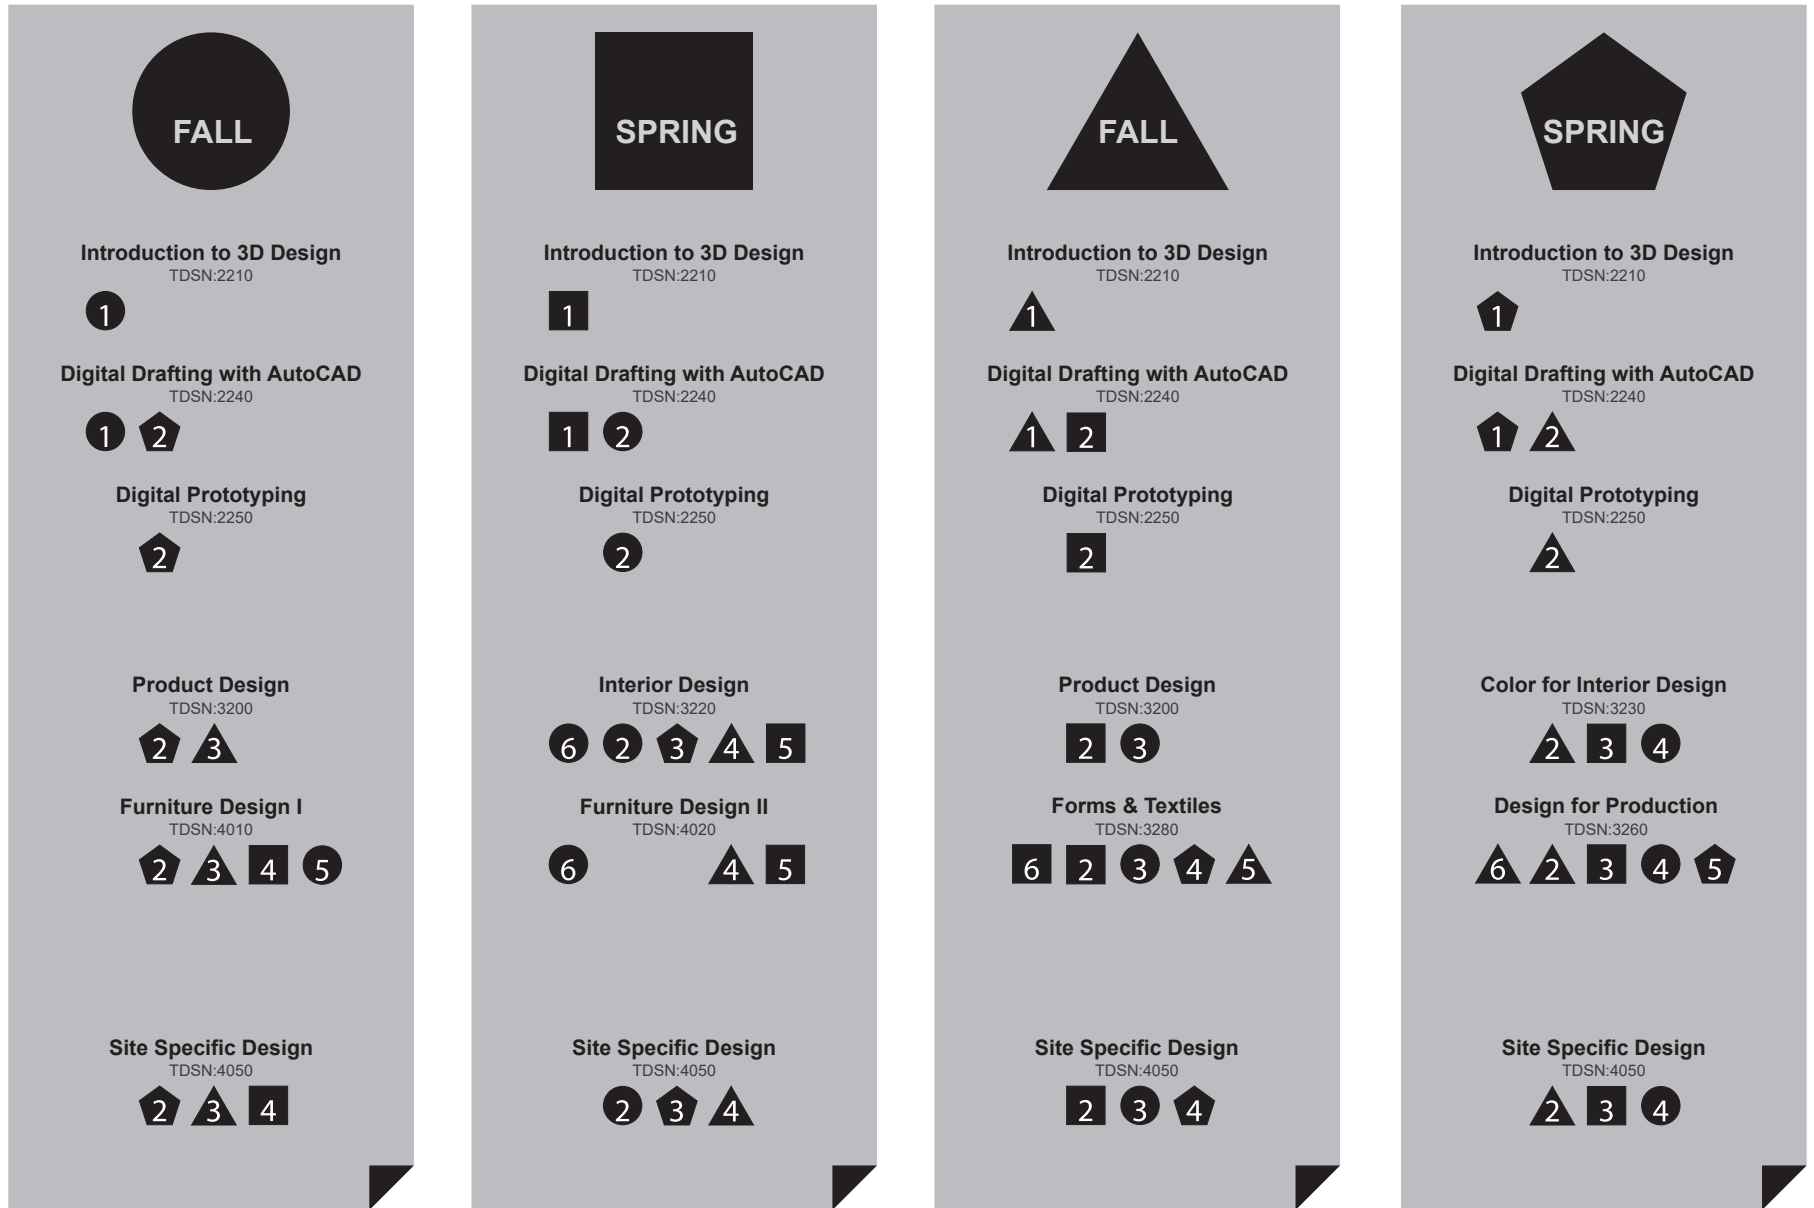 FALL
Introduction to 3D Design
TDSN:2210
1
Digital Drafting with AutoCAD
TDSN:2240
1 2
Digital Prototyping
TDSN:2250
2
Product Design
TDSN:3200
2 3
Furniture Design I
TDSN:4010
2 3 4 5
Site Specific Design
TDSN:4050
2 3 4
SPRING
Introduction to 3D Design
TDSN:2210
1
Digital Drafting with AutoCAD
TDSN:2240
1 2
Digital Prototyping
TDSN:2250
2
Interior Design
TDSN:3220
6 2 3 4 5
Furniture Design II
TDSN:4020
6 4 5
Site Specific Design
TDSN:4050
2 3 4
FALL
Introduction to 3D Design
TDSN:2210
1
Digital Drafting with AutoCAD
TDSN:2240
1 2
Digital Prototyping
TDSN:2250
2
Product Design
TDSN:3200
2 3
Forms & Textiles
TDSN:3280
6 2 3 4 5
Site Specific Design
TDSN:4050
2 3 4
SPRING
Introduction to 3D Design
TDSN:2210
1
Digital Drafting with AutoCAD
TDSN:2240
1 2
Digital Prototyping
TDSN:2250
2
Color for Interior Design
TDSN:3230
2 3 4
Design for Production
TDSN:3260
6 2 3 4 5
Site Specific Design
TDSN:4050
2 3 4